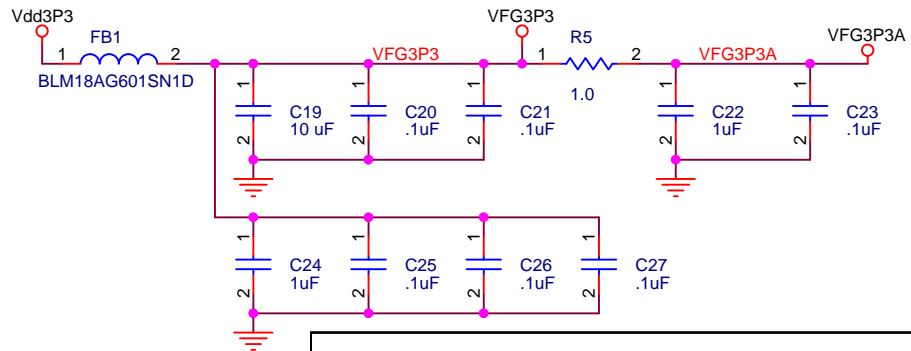 Vdd3P3
VFG3P3
VFG3P3A
FB1
R5
1
2
VFG3P3
1
2
VFG3P3A
BLM18AG601SN1D
1.0
1
2
C19
10 uF
1
2
C20
.1uF
1
2
C21
.1uF
1
2
C22
1uF
1
2
C23
.1uF
1
2
C24
1uF
1
2
C25
.1uF
1
2
C26
.1uF
1
2
C27
.1uF